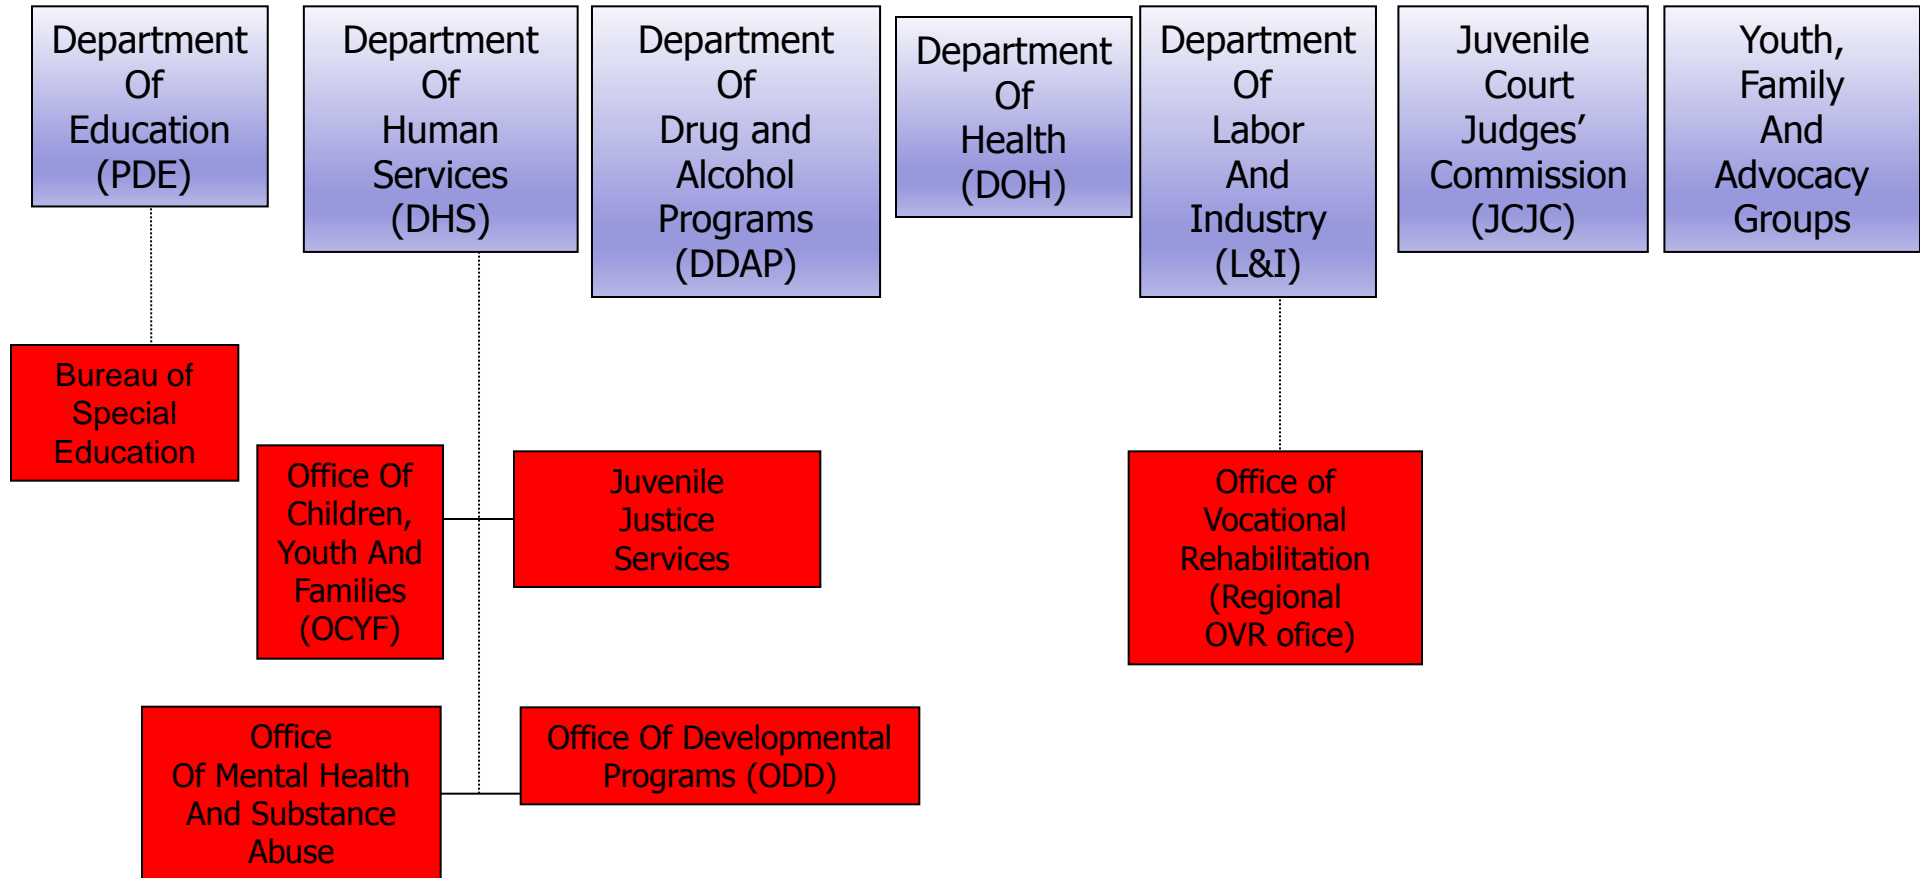 Department
Of
Education
(PDE)
Department
Of
Human
Services
(DHS)
Department
Of
Drug and
Alcohol
Programs
(DDAP)
Department
Of
Health
(DOH)
Department
Of
Labor
And
Industry
(L&I)
Juvenile
Court
Judges’
Commission
(JCJC)
Youth,
Family
And
Advocacy
Groups
Bureau of
Special
Education
Office Of
Children,
Youth And
Families
(OCYF)
Juvenile
Justice
Services
Office of
Vocational
Rehabilitation
(Regional
OVR ofice)
Office
Of Mental Health
And Substance
Abuse
Office Of Developmental
Programs (ODD)